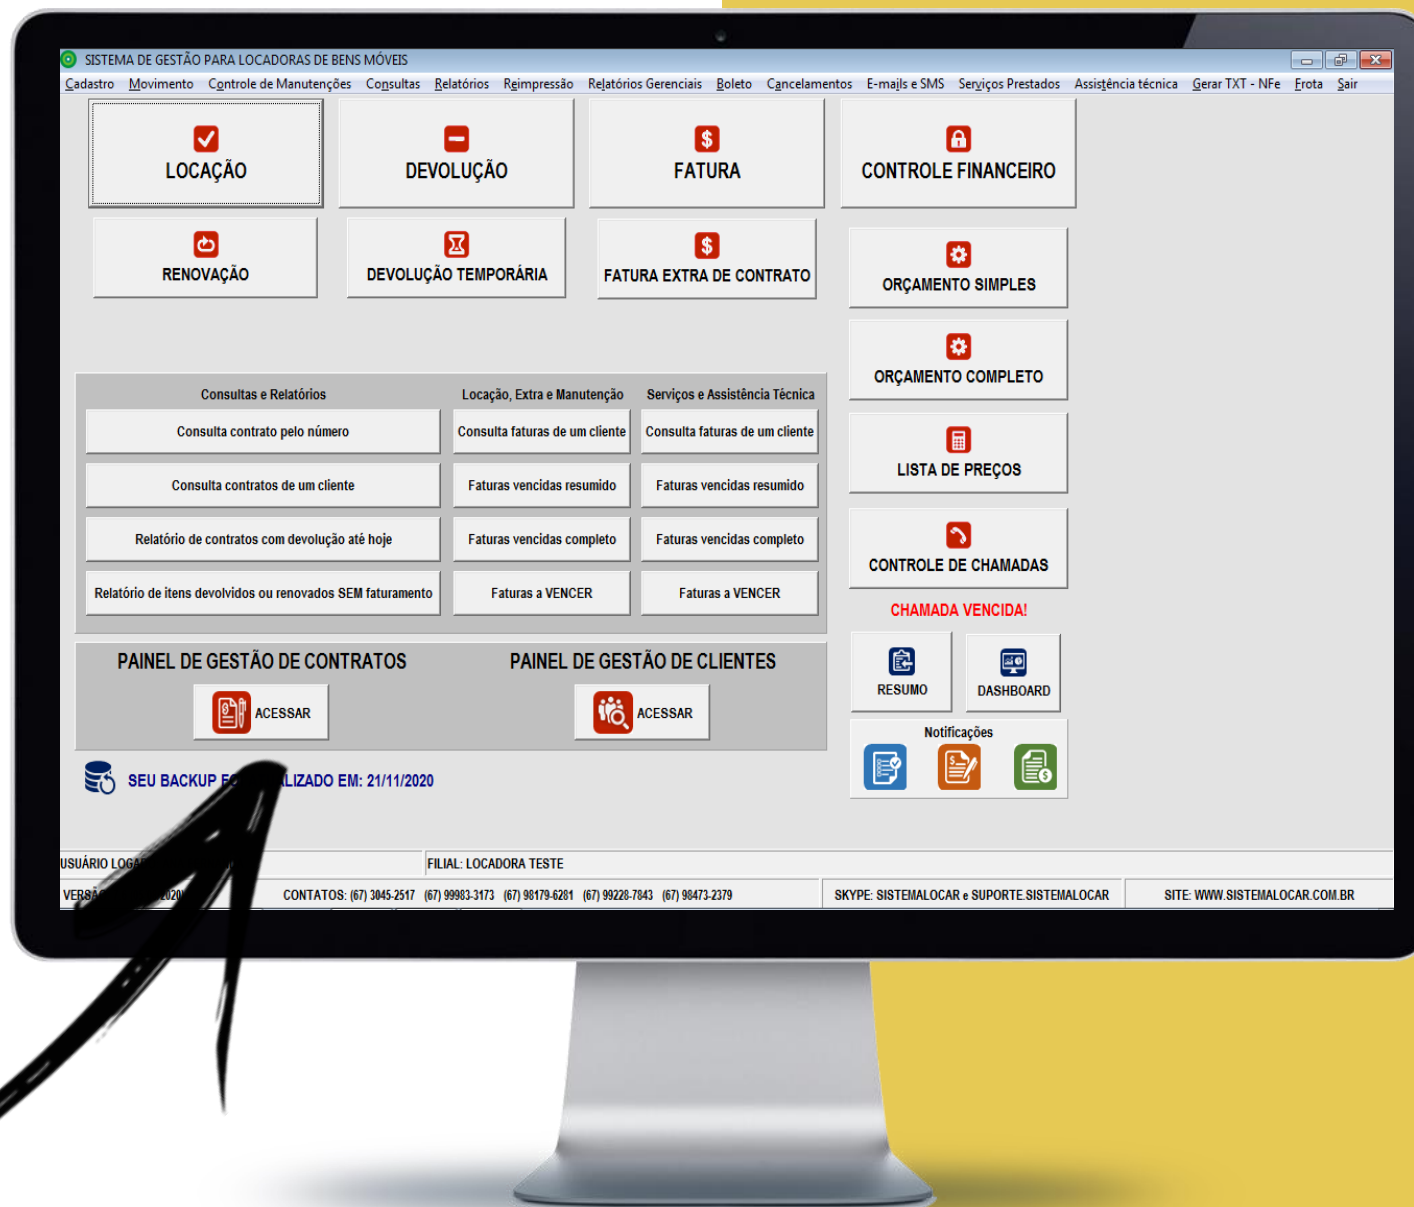 SISTEMA DE GESTÃO PARA LOCADORAS DE BENS MÓVEIS
Cadastro Movimento Controle de Manutenções Consultas Relatórios Reimpressão Relatórios Gerenciais Boleto Cancelamentos E-mails e SMS Serviços Prestados Assistência técnica Gerar TXT - NFe Frota Sair
LOCAÇÃO DEVOLUÇÃO FATURA CONTROLE FINANCEIRO
RENOVAÇÃO DEVOLUÇÃO TEMPORÁRIA FATURA EXTRA DE CONTRATO
ORÇAMENTO SIMPLES
ORÇAMENTO COMPLETO
LISTA DE PREÇOS
CONTROLE DE CHAMADAS
CHAMADA VENCIDA!
RESUMO DASHBOARD
Notificações
Consultas e Relatórios Locação, Extra e Manutenção Serviços e Assistência Técnica
Consulta contrato pelo número Consulta faturas de um cliente Consulta faturas de um cliente
Consulta contratos de um cliente Faturas vencidas resumido Faturas vencidas resumido
Relatório de contratos com devolução até hoje Faturas vencidas completo Faturas vencidas completo
Relatório de itens devolvidos ou renovados SEM faturamento Faturas a VENCER Faturas a VENCER
PAINEL DE GESTÃO DE CONTRATOS PAINEL DE GESTÃO DE CLIENTES
ACESSAR ACESSAR
SEU BACKUP EM: 21/11/2020
USUÁRIO FILIAL: LOCADORA TESTE
CONTATOS: (67) 3045-2517 (67) 99983-3173 (67) 98179-6281 (67) 99228-7843 (67) 98473-2379 SKYPE: SISTEMALOCAR e SUPORTE.SISTEMALOCAR SITE: WWW.SISTEMALOCAR.COM.BR